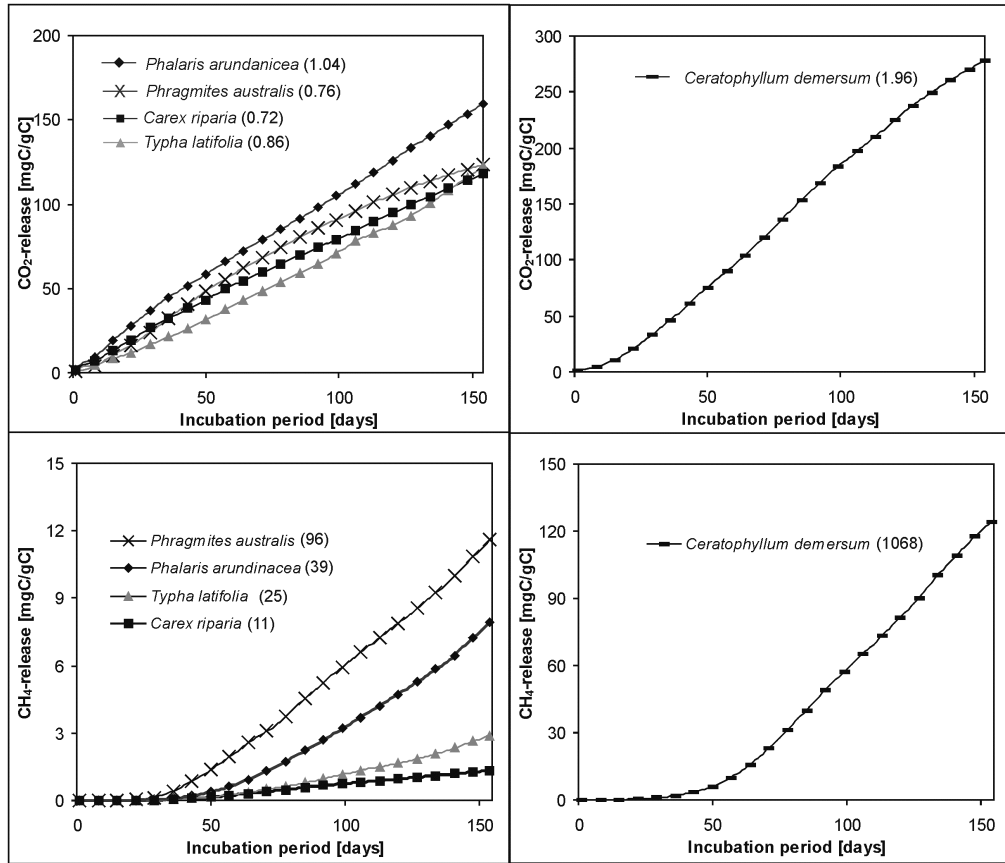 200
150
100
50
0
CO₂-release [mgC/gC]
Phalaris arundanicea (1.04)
Phragmites australis (0.76)
Carex riparia (0.72)
Typha latifolia (0.86)
0 50 100 150
Incubation period [days]
300
250
200
150
100
50
0
CO₂-release [mgC/gC]
Ceratophyllum demersum (1.96)
0 50 100 150
Incubation period [days]
15
12
9
6
3
0
CH₄-release [mgC/gC]
Phragmites australis (96)
Phalaris arundinacea (39)
Typha latifolia (25)
Carex riparia (11)
0 50 100 150
Incubation period [days]
150
120
90
60
30
0
CH₄-release [mgC/gC]
Ceratophyllum demersum (1068)
0 50 100 150
Incubation period [days]